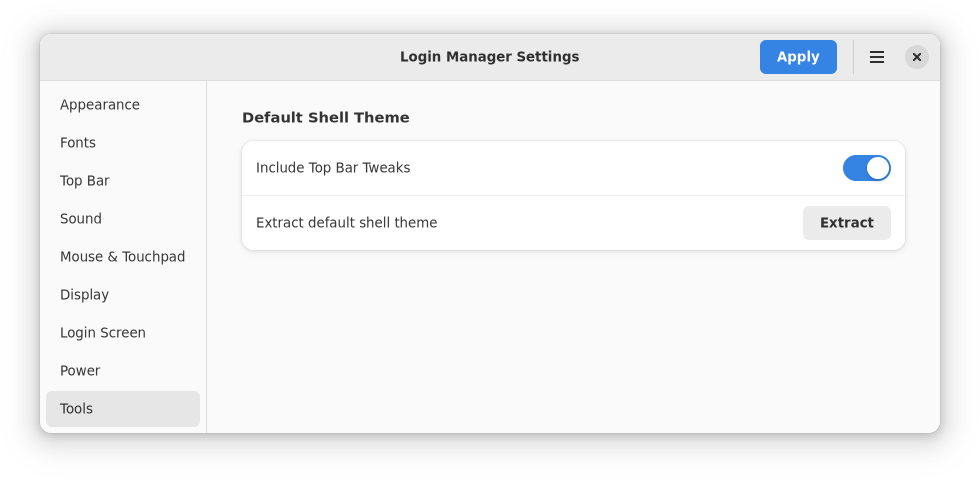 Login Manager Settings
Apply
Appearance
Fonts
Top Bar
Sound
Mouse & Touchpad
Display
Login Screen
Power
Tools
Default Shell Theme
Include Top Bar Tweaks
Extract default shell theme
Extract